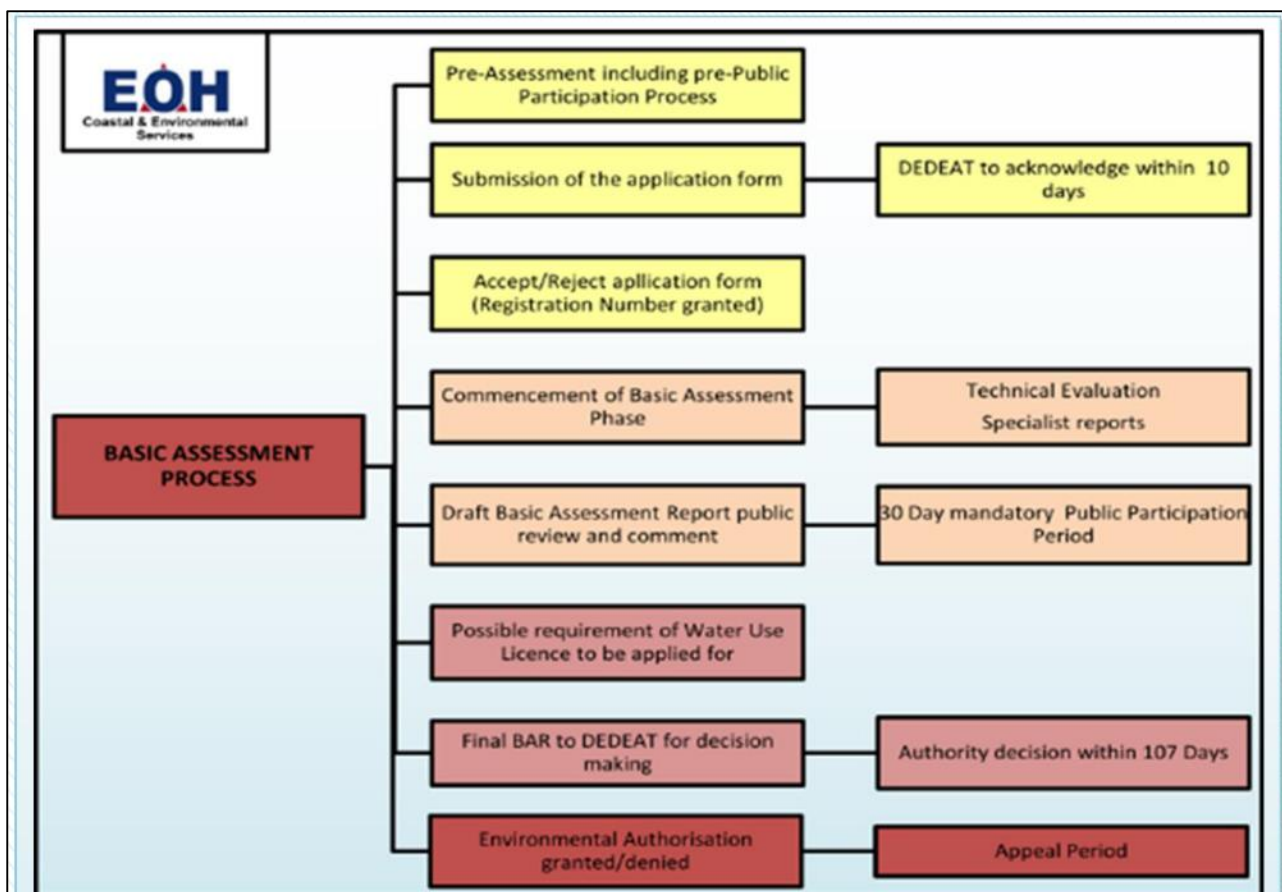 EOH
Coastal & Environmental
Services
Pre-Assessment including pre-Public
Participation Process
Submission of the application form
DEDEAT to acknowledge within 10
days
Accept/Reject apllication form
(Registration Number granted)
Commencement of Basic Assessment
Phase
Technical Evaluation
Specialist reports
BASIC ASSESSMENT
PROCESS
Draft Basic Assessment Report public
review and comment
30 Day mandatory Public Participation
Period
Possible requirement of Water Use
Licence to be applied for
Final BAR to DEDEAT for decision
making
Authority decision within 107 Days
Environmental Authorisation
granted/denied
Appeal Period